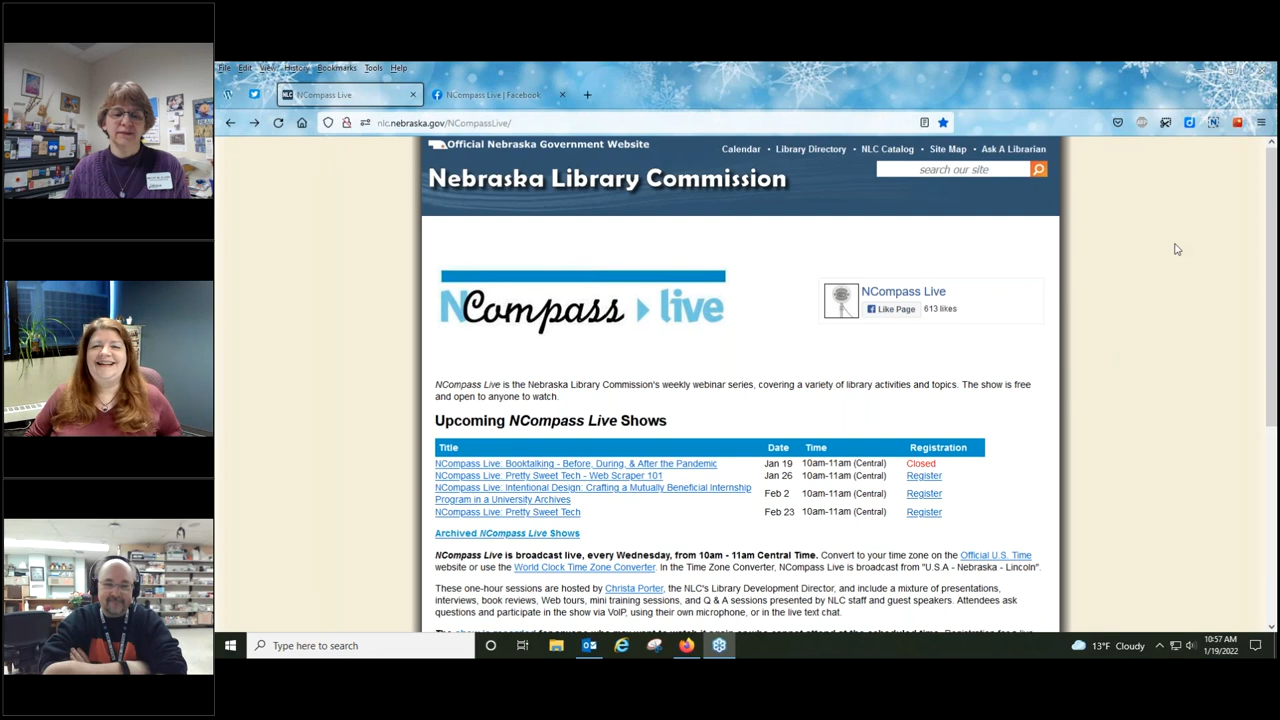 File Edit View History Bookmarks Tools Help
NCompass Live
NCompass Live | Facebook
nlc.nebraska.gov/NCompassLive/
Official Nebraska Government Website
Calendar • Library Directory • NLC Catalog • Site Map • Ask A Librarian
Nebraska Library Commission
search our site
NCompass live
NCompass Live
Like Page 613 likes
NCompass Live is the Nebraska Library Commission's weekly webinar series, covering a variety of library activities and topics. The show is free
and open to anyone to watch.
Upcoming NCompass Live Shows
Title Date Time Registration
NCompass Live: Booktalking - Before, During, & After the Pandemic Jan 19 10am-11am (Central) Closed
NCompass Live: Pretty Sweet Tech - Web Scraper 101 Jan 26 10am-11am (Central) Register
NCompass Live: Intentional Design: Crafting a Mutually Beneficial Internship
Program in a University Archives Feb 2 10am-11am (Central) Register
NCompass Live: Pretty Sweet Tech Feb 23 10am-11am (Central) Register
Archived NCompass Live Shows
NCompass Live is broadcast live, every Wednesday, from 10am - 11am Central Time. Convert to your time zone on the Official U.S. Time
website or use the World Clock Time Zone Converter. In the Time Zone Converter, NCompass Live is broadcast from "U.S.A - Nebraska - Lincoln".
These one-hour sessions are hosted by Christa Porter, the NLC's Library Development Director, and include a mixture of presentations,
interviews, book reviews, Web tours, mini training sessions, and Q & A sessions presented by NLC staff and guest speakers. Attendees ask
questions and participate in the show via VoIP, using their own microphone, or in the live text chat.
Type here to search
13°F Cloudy
10:57 AM
1/19/2022